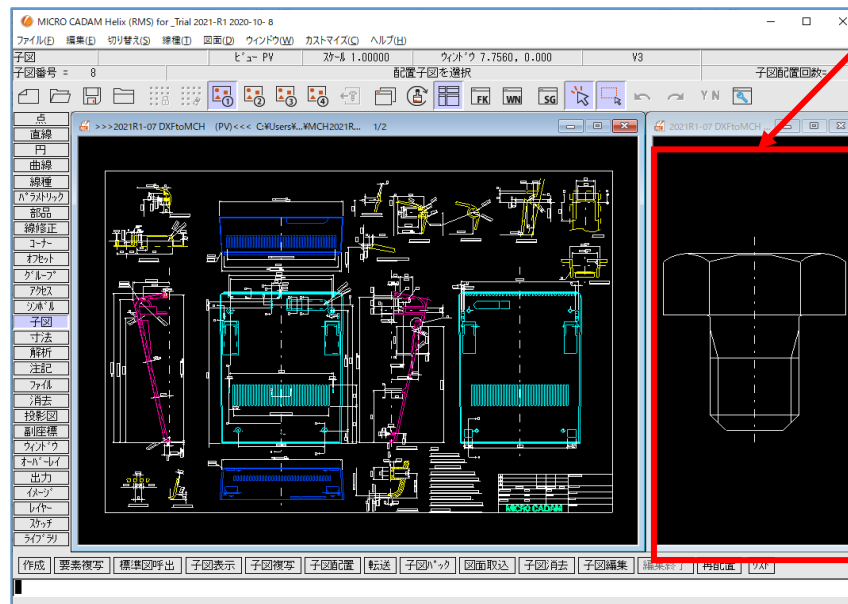 MICRO CADAM Helix (RMS) for _Trial 2021-R1 2020-10- 8
ファイル(F) 編集(E) 切り替え(S) 線種(T) 図面(D) ウィンドウ(W) カスタマイズ(C) ヘルプ(H)
子図 ビュー PV スケール 1.00000 ウィンドウ 7.7560, 0.000 V3
子図番号 = 8 配置子図を選択 子図配置回数=
FK WN SG Y N
点
直線
円
曲線
線種
パラメトリック
部品
線修正
コーナー
オフセット
グループ
アクセス
シンボル
子図
寸法
解析
注記
ファイル
消去
投影図
副座標
ウィンドウ
オーバーレイ
出力
イメージ
レイヤー
スケッチ
ライブラリ
>>>2021R1-07 DXFtoMCH (PV)<<< C:¥Users¥...¥MCH2021R... 1/2
MICRO CADAM
2021R1-07 DXFtoMCH
作成 要素複写 標準図呼出 子図表示 子図複写 子図配置 転送 子図パック 図面取込 子図消去 子図編集 編集終了 再配置 リスト